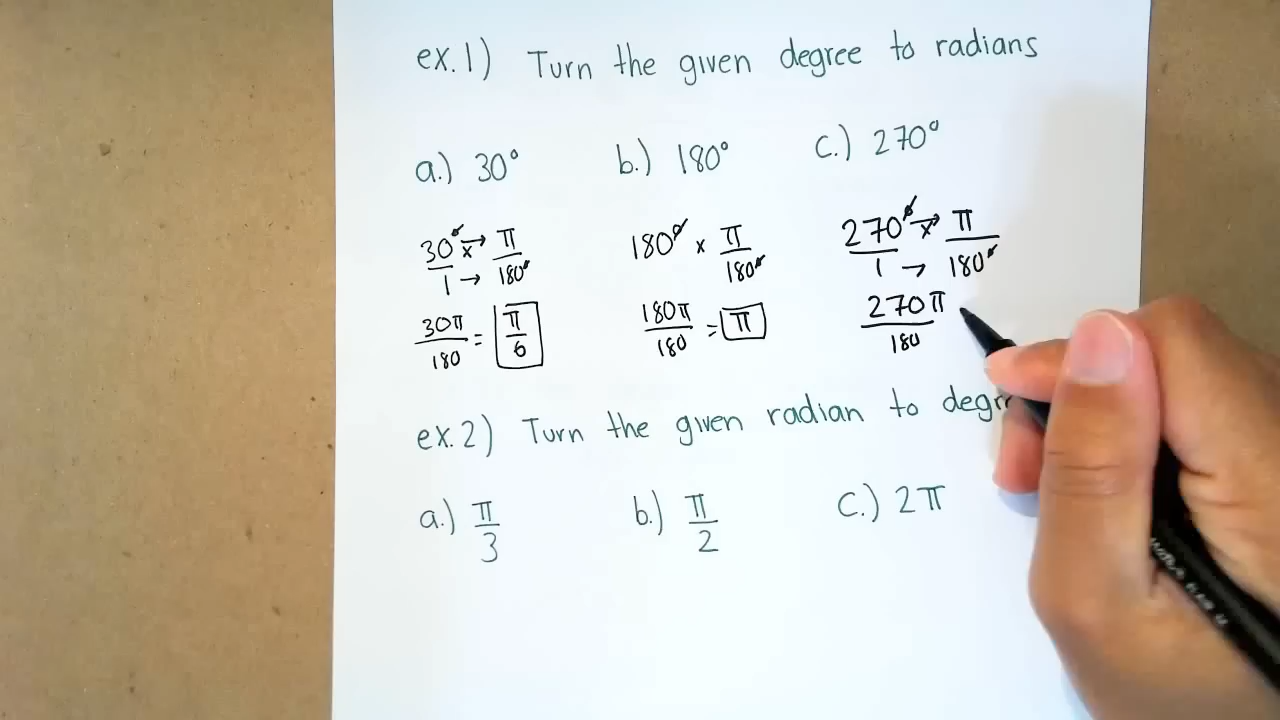 ex.1) Turn the given degree to radians
a.) 30° b.) 180° c.) 270°
30° × π 180° × π 270° × π
1 → 180° 180° 1 → 180°
30π = π 180π = π 270π
180 6 180 180
ex.2) Turn the given radian to
a.) π b.) π c.) 2π
3 2